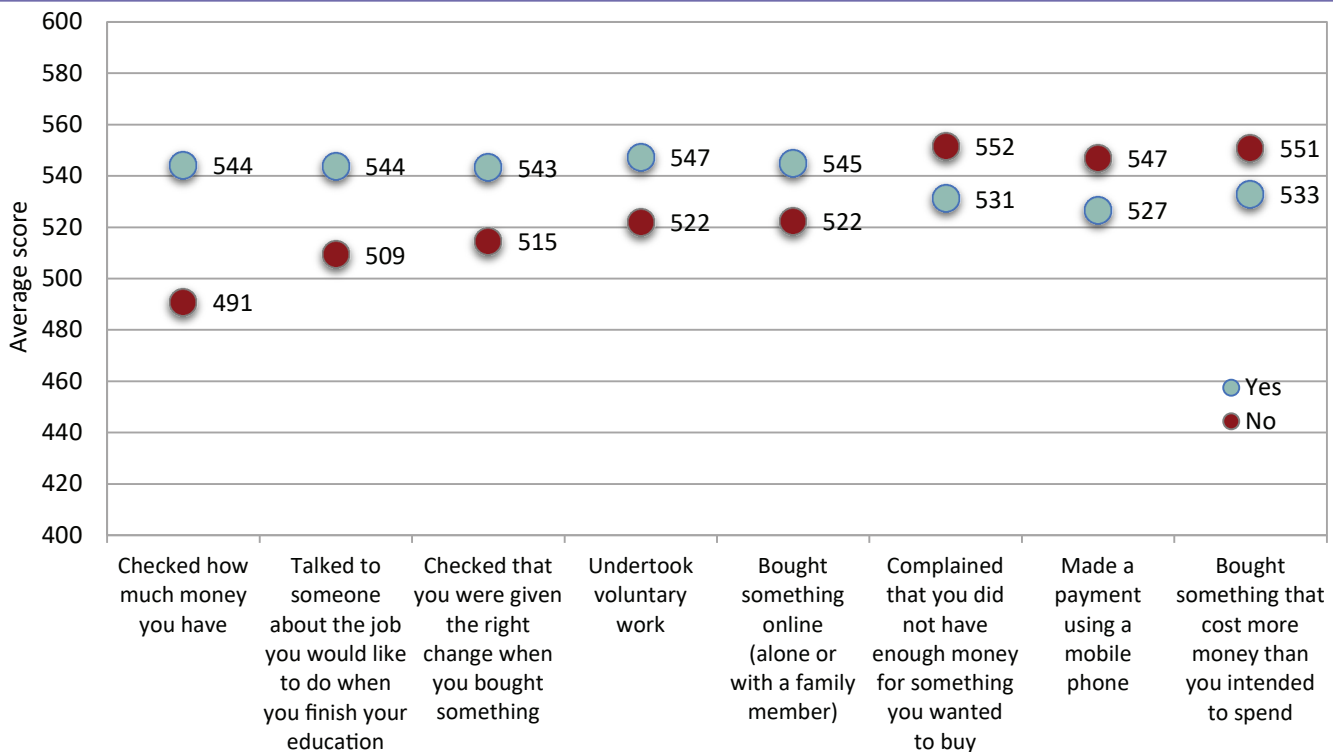 600
580
560
540
520
500
480
460
440
420
400
Average score
544
544
543
547
545
552
547
551
491
509
515
522
522
531
527
533
Yes
No
Checked how
much money
you have
Talked to
someone
about the job
you would like
to do when
you finish your
education
Checked that
you were given
the right
change when
you bought
something
Undertook
voluntary
work
Bought
something
online
(alone or
with a family
member)
Complained
that you did
not have
enough money
for something
you wanted
to buy
Made a
payment
using a
mobile
phone
Bought
something that
cost more
money than
you intended
to spend